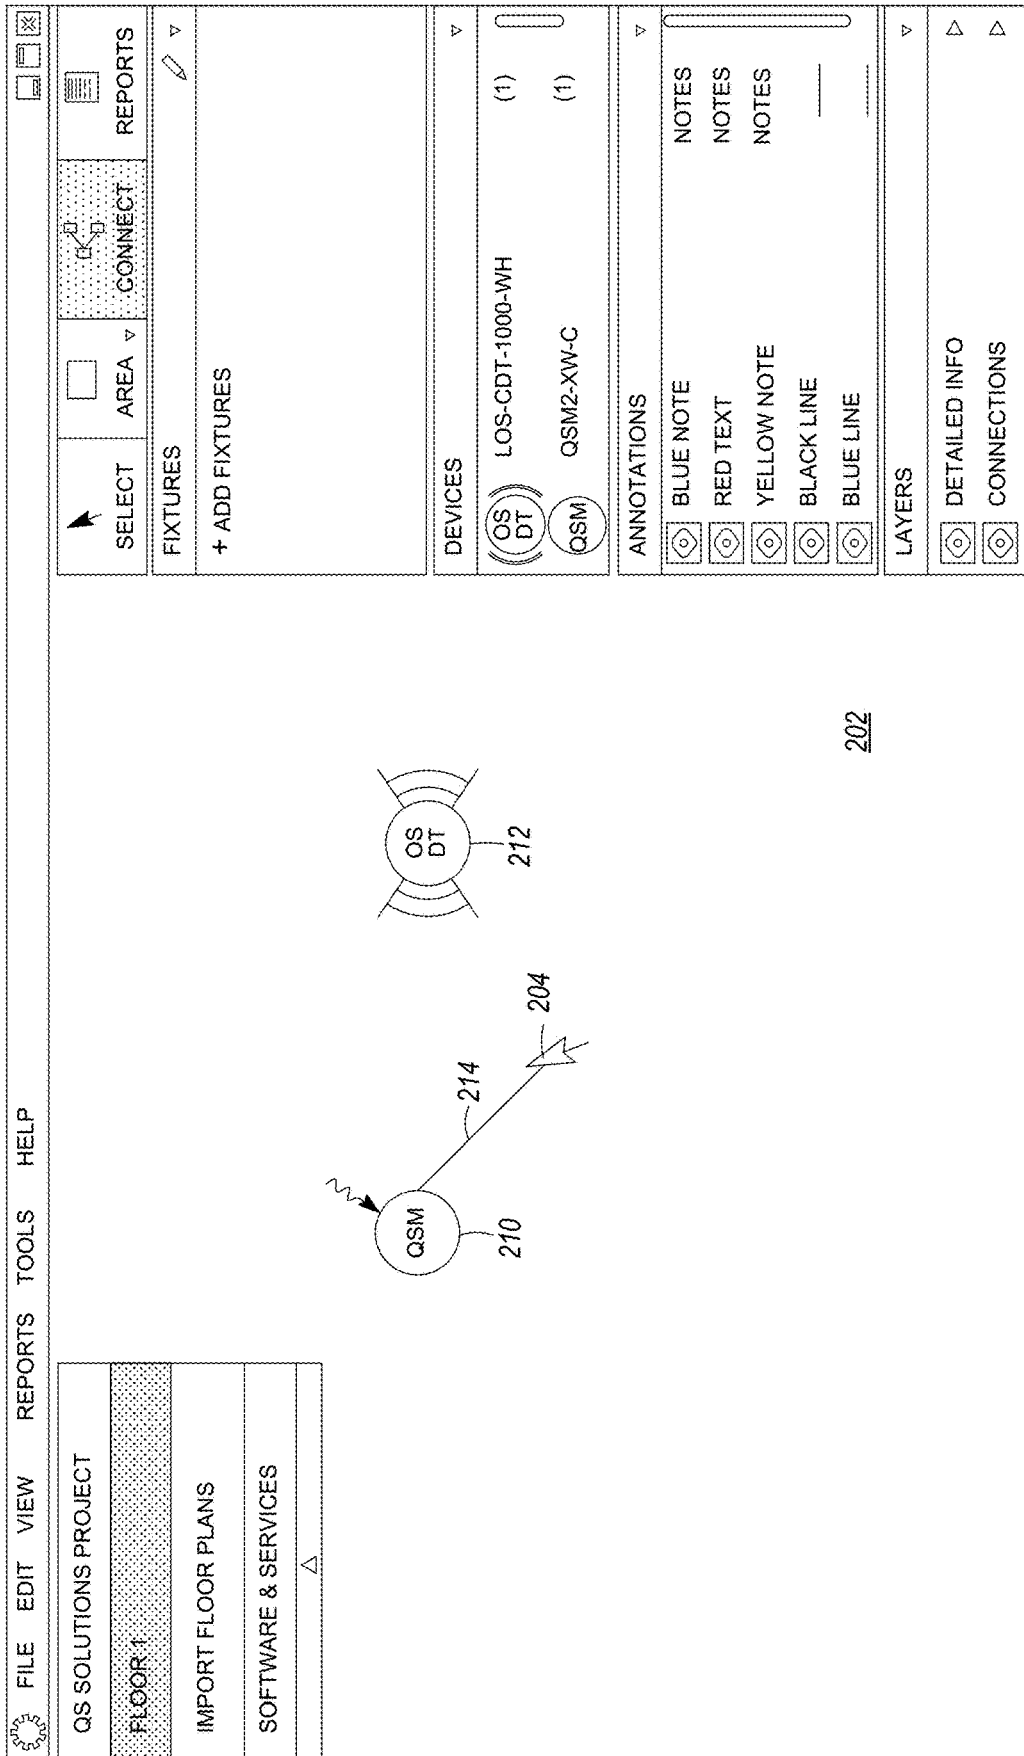 FILE EDIT VIEW REPORTS TOOLS HELP
QS SOLUTIONS PROJECT
FLOOR 1
IMPORT FLOOR PLANS
SOFTWARE & SERVICES
QSM
210
214
204
OS
DT
212
202
SELECT
AREA
CONNECT
REPORTS
FIXTURES
+ ADD FIXTURES
DEVICES
OS
DT
LOS-CDT-1000-WH (1)
QSM QSM2-XW-C (1)
ANNOTATIONS
BLUE NOTE NOTES
RED TEXT NOTES
YELLOW NOTE NOTES
BLACK LINE
BLUE LINE
LAYERS
DETAILED INFO
CONNECTIONS